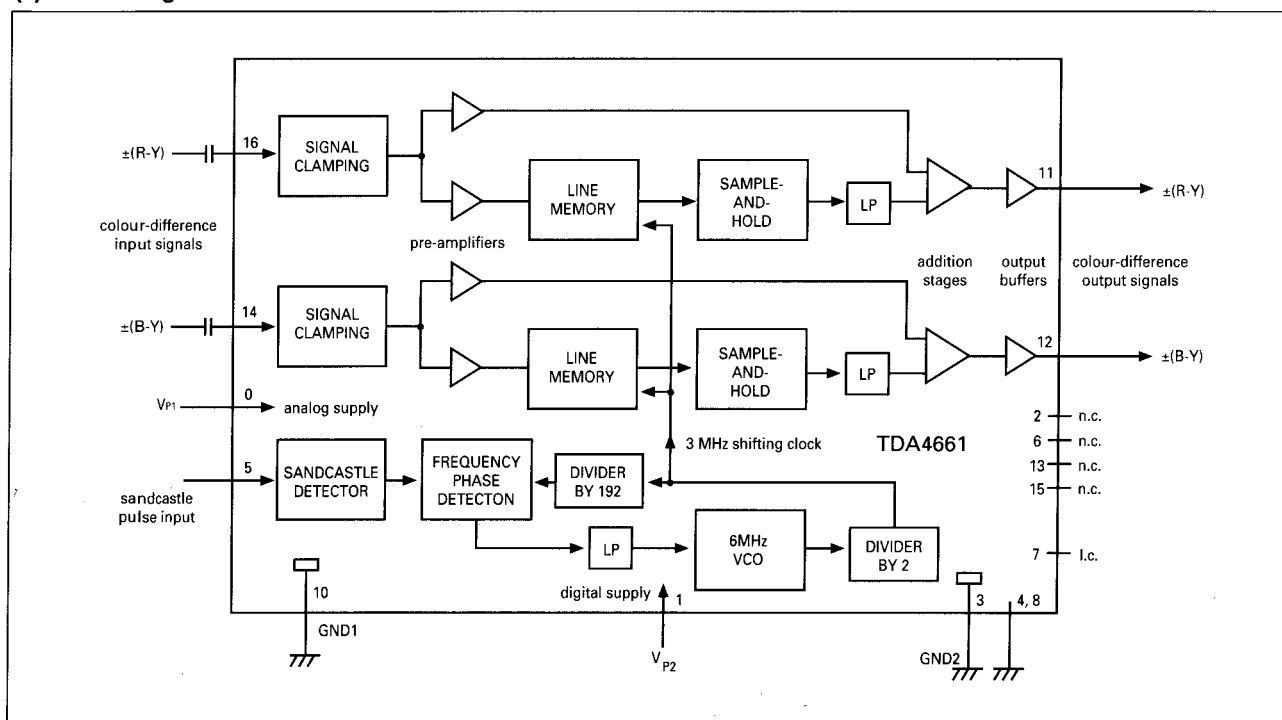 16
±(R-Y)
SIGNAL
CLAMPING
LINE
MEMORY
SAMPLE-
AND-
HOLD
LP
11
±(R-Y)
colour-difference
input signals
pre-amplifiers
addition
stages
output
buffers
colour-difference
output signals
14
±(B-Y)
SIGNAL
CLAMPING
LINE
MEMORY
SAMPLE-
AND-
HOLD
LP
12
±(B-Y)
VP1
0
analog supply
3 MHz shifting clock
TDA4661
2 n.c.
6 n.c.
13 n.c.
15 n.c.
7 I.c.
5
sandcastle
pulse input
SANDCASTLE
DETECTOR
FREQUENCY
PHASE
DETECTON
DIVIDER
BY 192
LP
6MHz
VCO
DIVIDER
BY 2
10
GND1
digital supply
1
VP2
3
GND2
4, 8